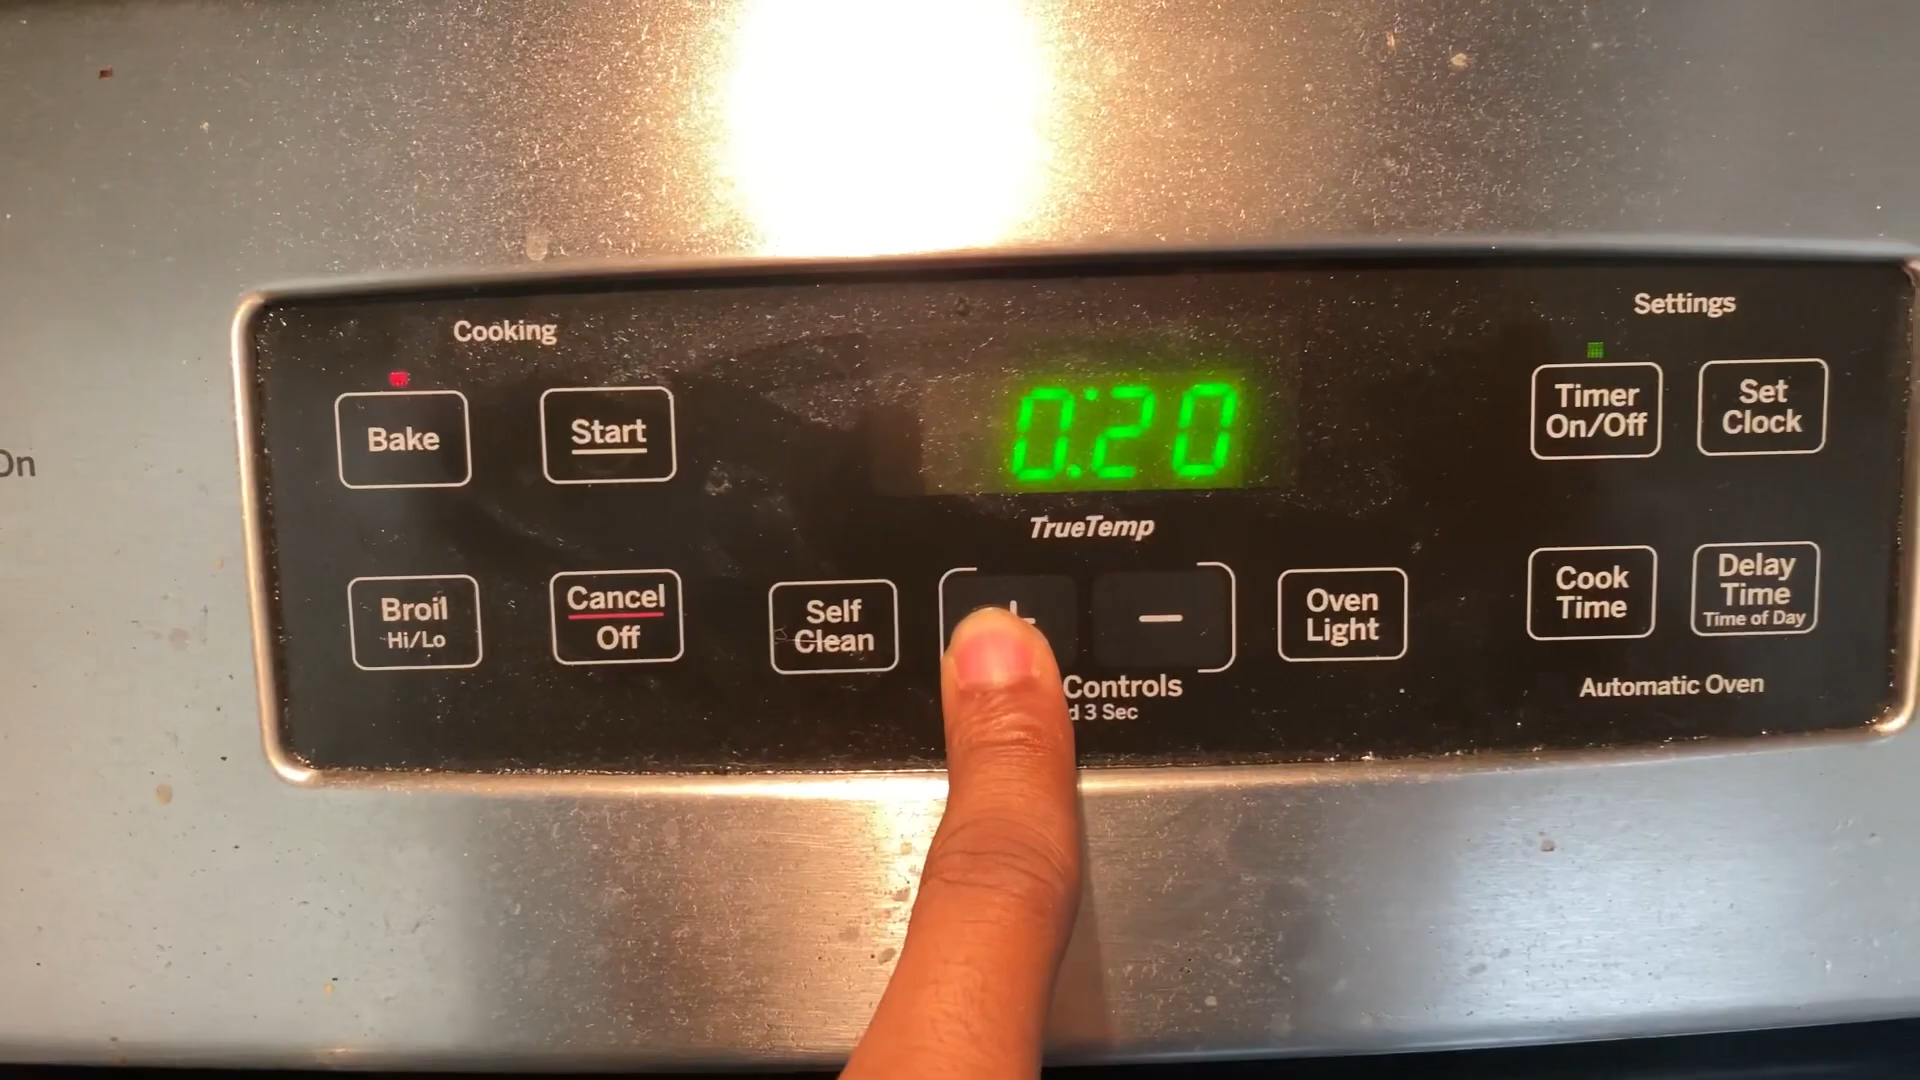 Cooking
Settings
Bake
Start
0:20
Timer
On/Off
Set
Clock
On
TrueTemp
Broil
Hi/Lo
Cancel
Off
Self
Clean
+
−
Oven
Light
Cook
Time
Delay
Time
Time of Day
Controls
3 Sec
Automatic Oven